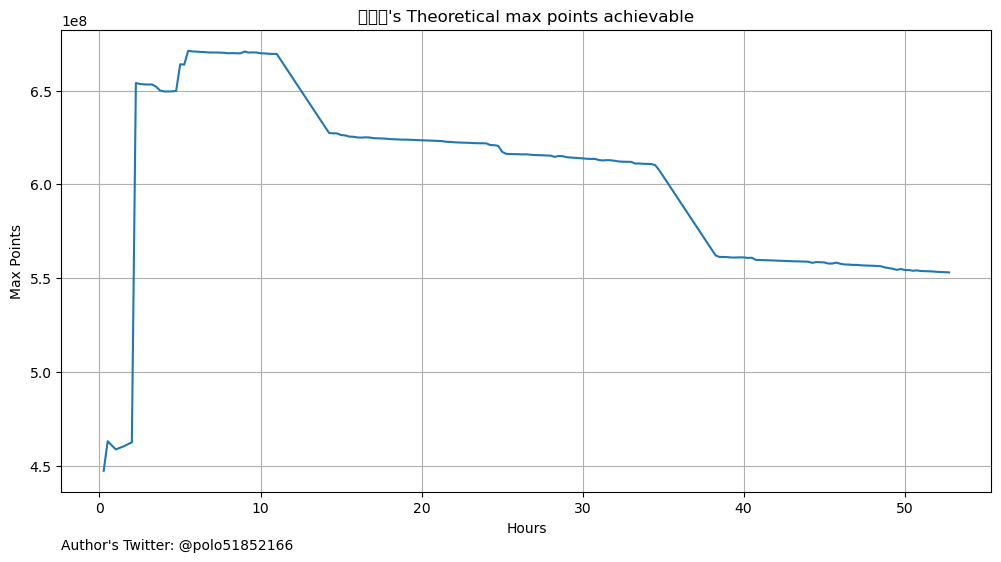 's Theoretical max points achievable
1e8
6.5
6.0
5.5
5.0
4.5
Max Points
0 10 20 30 40 50
Hours
Author's Twitter: @polo51852166